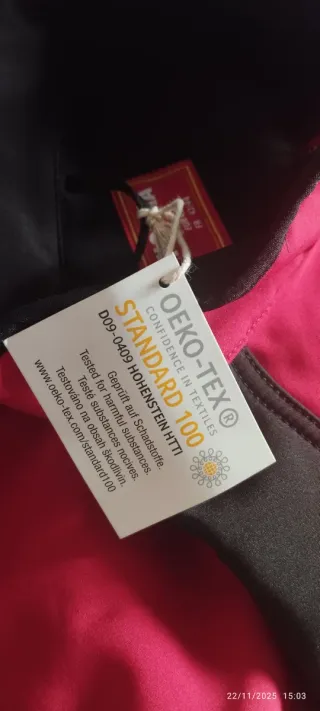 OEKO-TEX®
CONFIDENCE IN TEXTILES
STANDARD 100
D09-0409 HOHENSTEIN HTTI
Geprüft auf Schadstoffe.
Tested for harmful substances.
Testé substances nocives.
Testováno na obsah škodlivin.
www.oeko-tex.com/standard100
22/11/2025 15:03